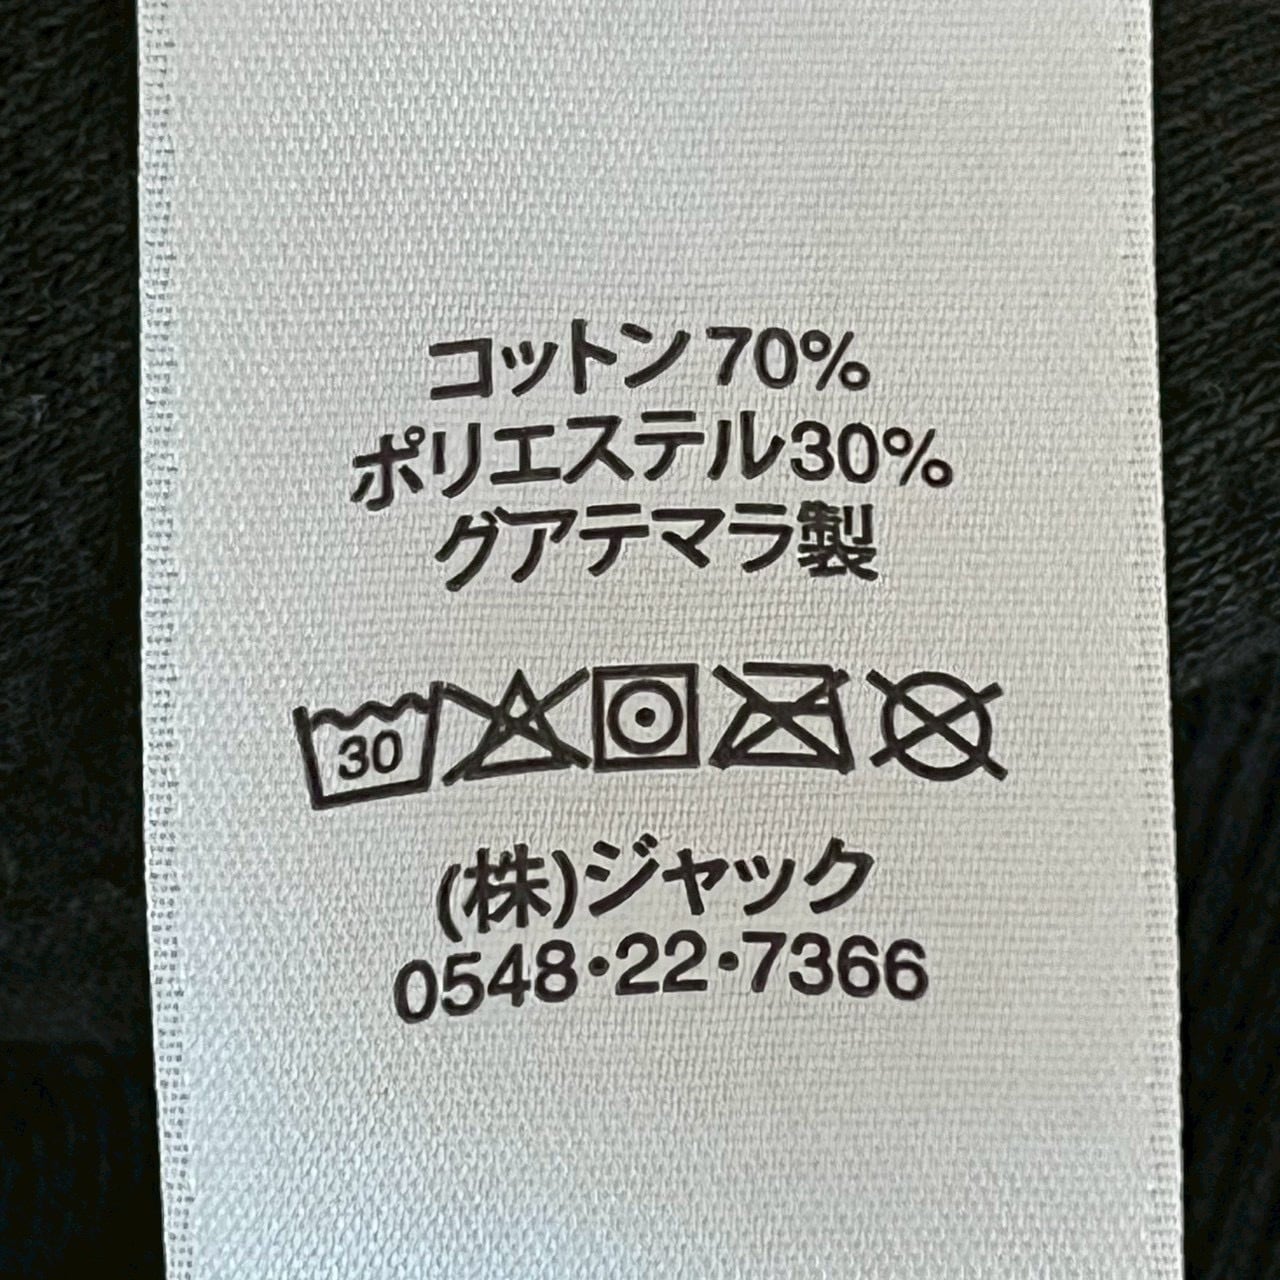 コットン 70%
ポリエステル30%
グアテマラ製
30
(株)ジャック
0548・22・7366